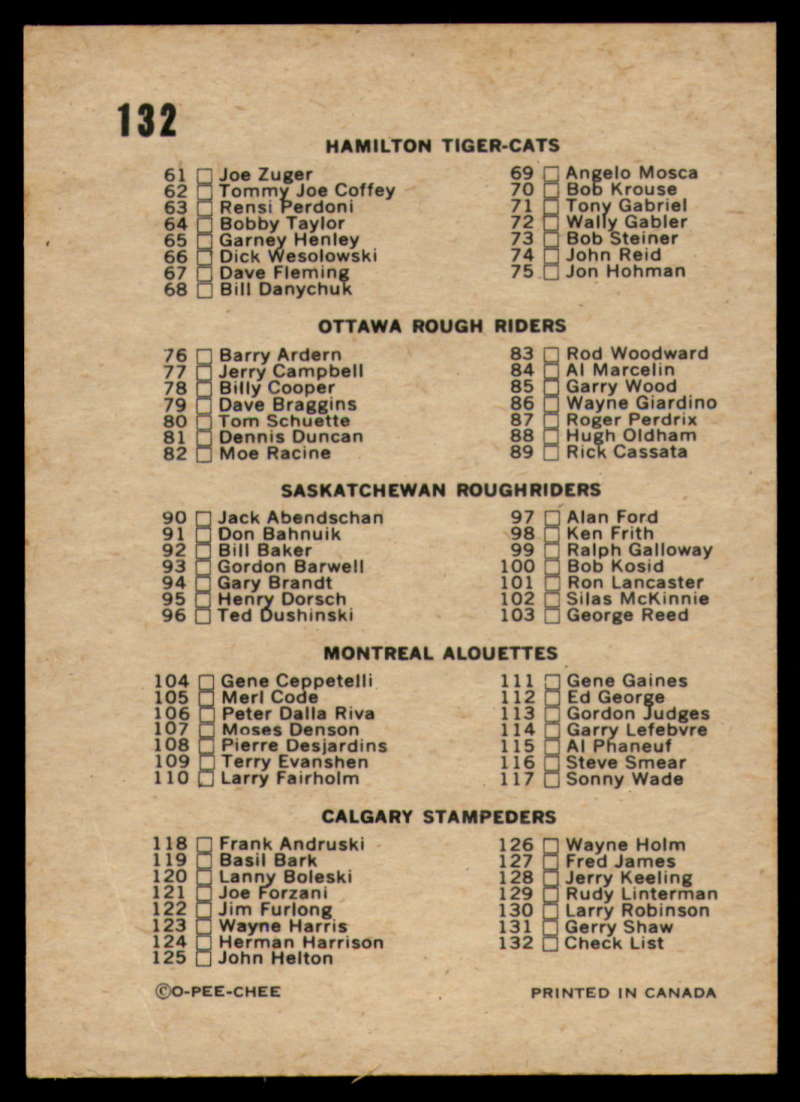 132
HAMILTON TIGER-CATS
61 Joe Zuger
62 Tommy Joe Coffey
63 Rensi Perdoni
64 Bobby Taylor
65 Garney Henley
66 Dick Wesolowski
67 Dave Fleming
68 Bill Danychuk
69 Angelo Mosca
70 Bob Krouse
71 Tony Gabriel
72 Wally Gabler
73 Bob Steiner
74 John Reid
75 Jon Hohman
OTTAWA ROUGH RIDERS
76 Barry Ardern
77 Jerry Campbell
78 Billy Cooper
79 Dave Braggins
80 Tom Schuette
81 Dennis Duncan
82 Moe Racine
83 Rod Woodward
84 Al Marcelin
85 Garry Wood
86 Wayne Giardino
87 Roger Perdrix
88 Hugh Oldham
89 Rick Cassata
SASKATCHEWAN ROUGHRIDERS
90 Jack Abendschan
91 Don Bahnuik
92 Bill Baker
93 Gordon Barwell
94 Gary Brandt
95 Henry Dorsch
96 Ted Dushinski
97 Alan Ford
98 Ken Frith
99 Ralph Galloway
100 Bob Kosid
101 Ron Lancaster
102 Silas McKinnie
103 George Reed
MONTREAL ALOUETTES
104 Gene Ceppetelli
105 Merl Code
106 Peter Dalla Riva
107 Moses Denson
108 Pierre Desjardins
109 Terry Evanshen
110 Larry Fairholm
111 Gene Gaines
112 Ed George
113 Gordon Judges
114 Garry Lefebvre
115 Al Phaneuf
116 Steve Smear
117 Sonny Wade
CALGARY STAMPEDERS
118 Frank Andruski
119 Basil Bark
120 Lanny Boleski
121 Joe Forzani
122 Jim Furlong
123 Wayne Harris
124 Herman Harrison
125 John Helton
126 Wayne Holm
127 Fred James
128 Jerry Keeling
129 Rudy Linterman
130 Larry Robinson
131 Gerry Shaw
132 Check List
©O-PEE-CHEE
PRINTED IN CANADA